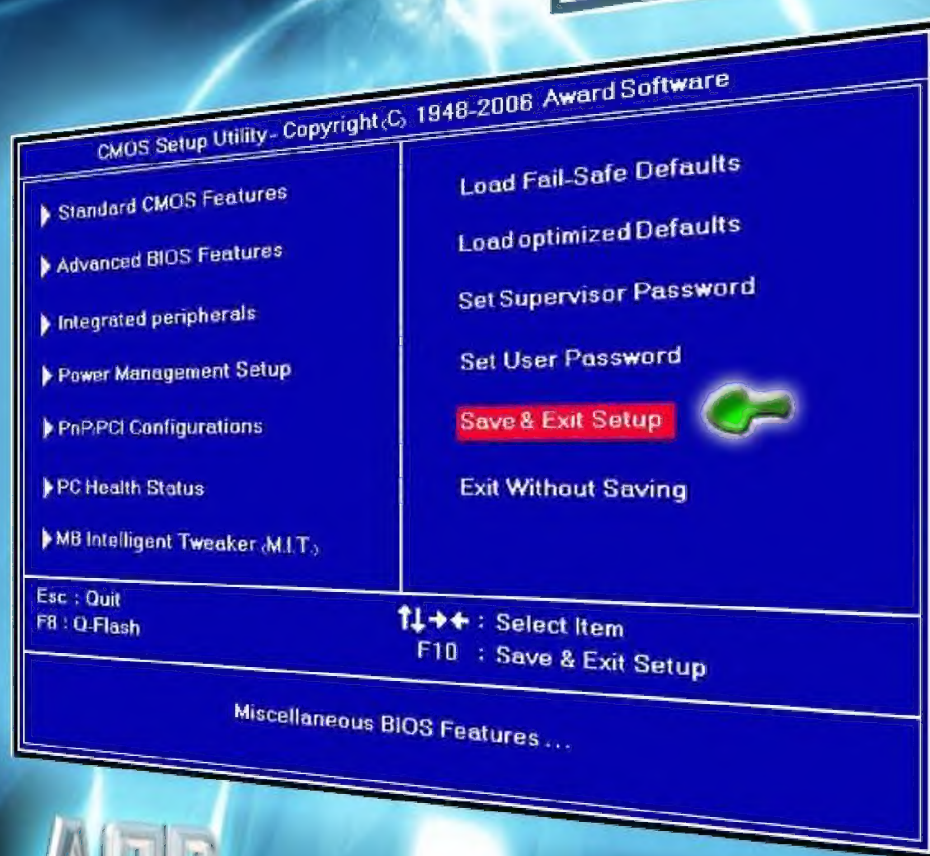 CMOS Setup Utility - Copyright (C) 1948-2006 Award Software
Standard CMOS Features
Advanced BIOS Features
Integrated peripherals
Power Management Setup
PnP/PCI Configurations
PC Health Status
MB Intelligent Tweaker (M.I.T.)
Load Fail-Safe Defaults
Load optimized Defaults
Set Supervisor Password
Set User Password
Save & Exit Setup
Exit Without Saving
Esc : Quit
F8 : Q-Flash
↑↓→← : Select Item
F10 : Save & Exit Setup
Miscellaneous BIOS Features ...